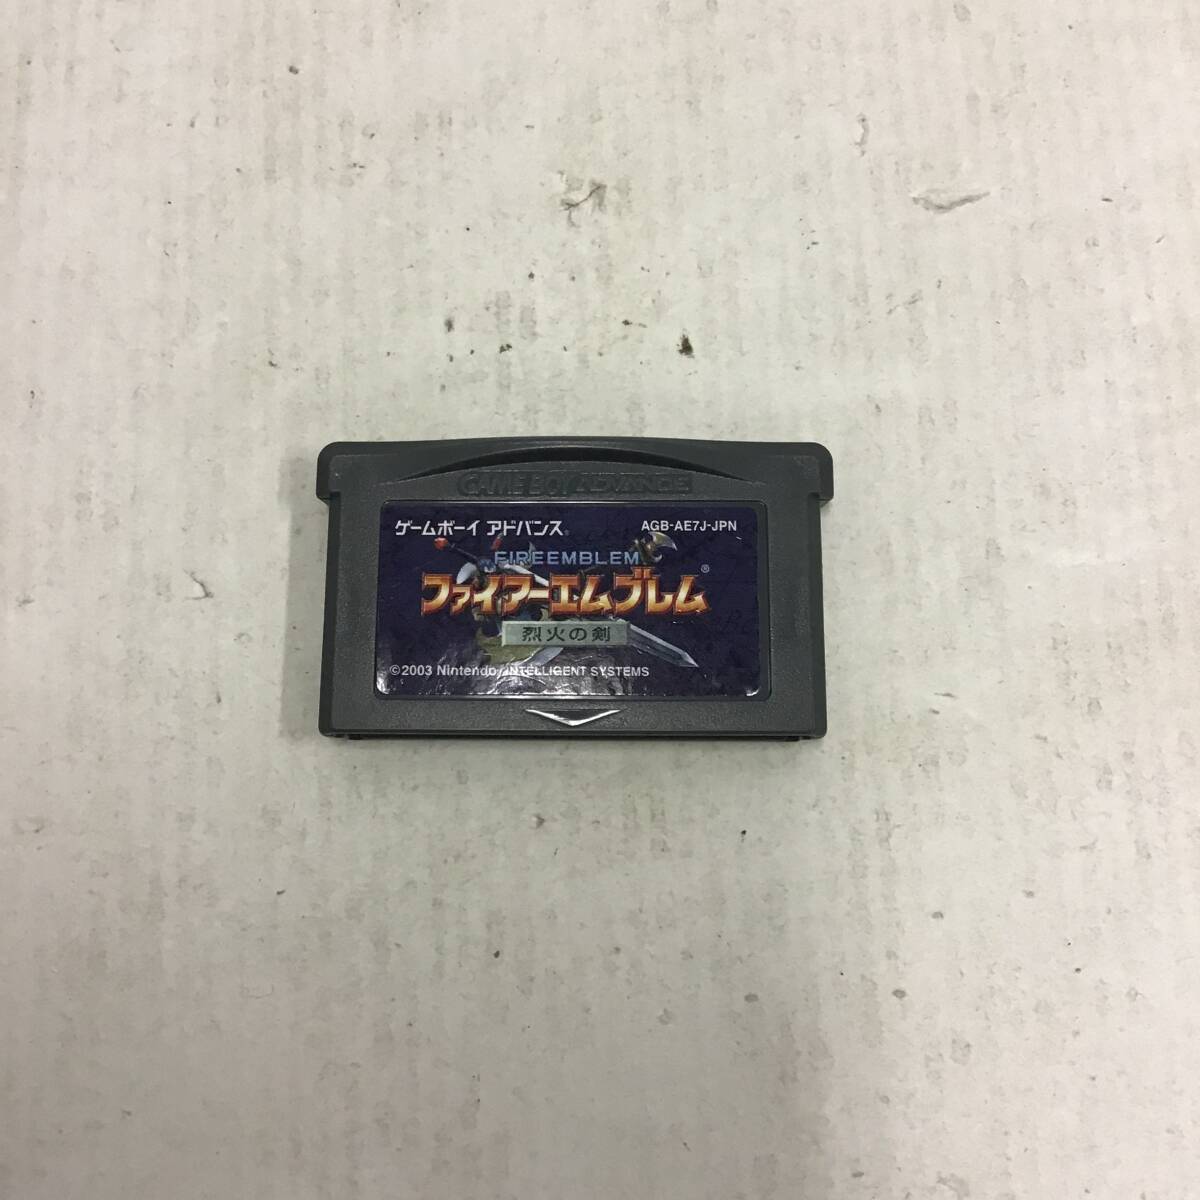 GAME BOY ADVANCE
ゲームボーイ アドバンス® AGB-AE7J-JPN
FIREEMBLEM
ファイアーエムブレム®
烈火の剣
©2003 Nintendo/INTELLIGENT SYSTEMS